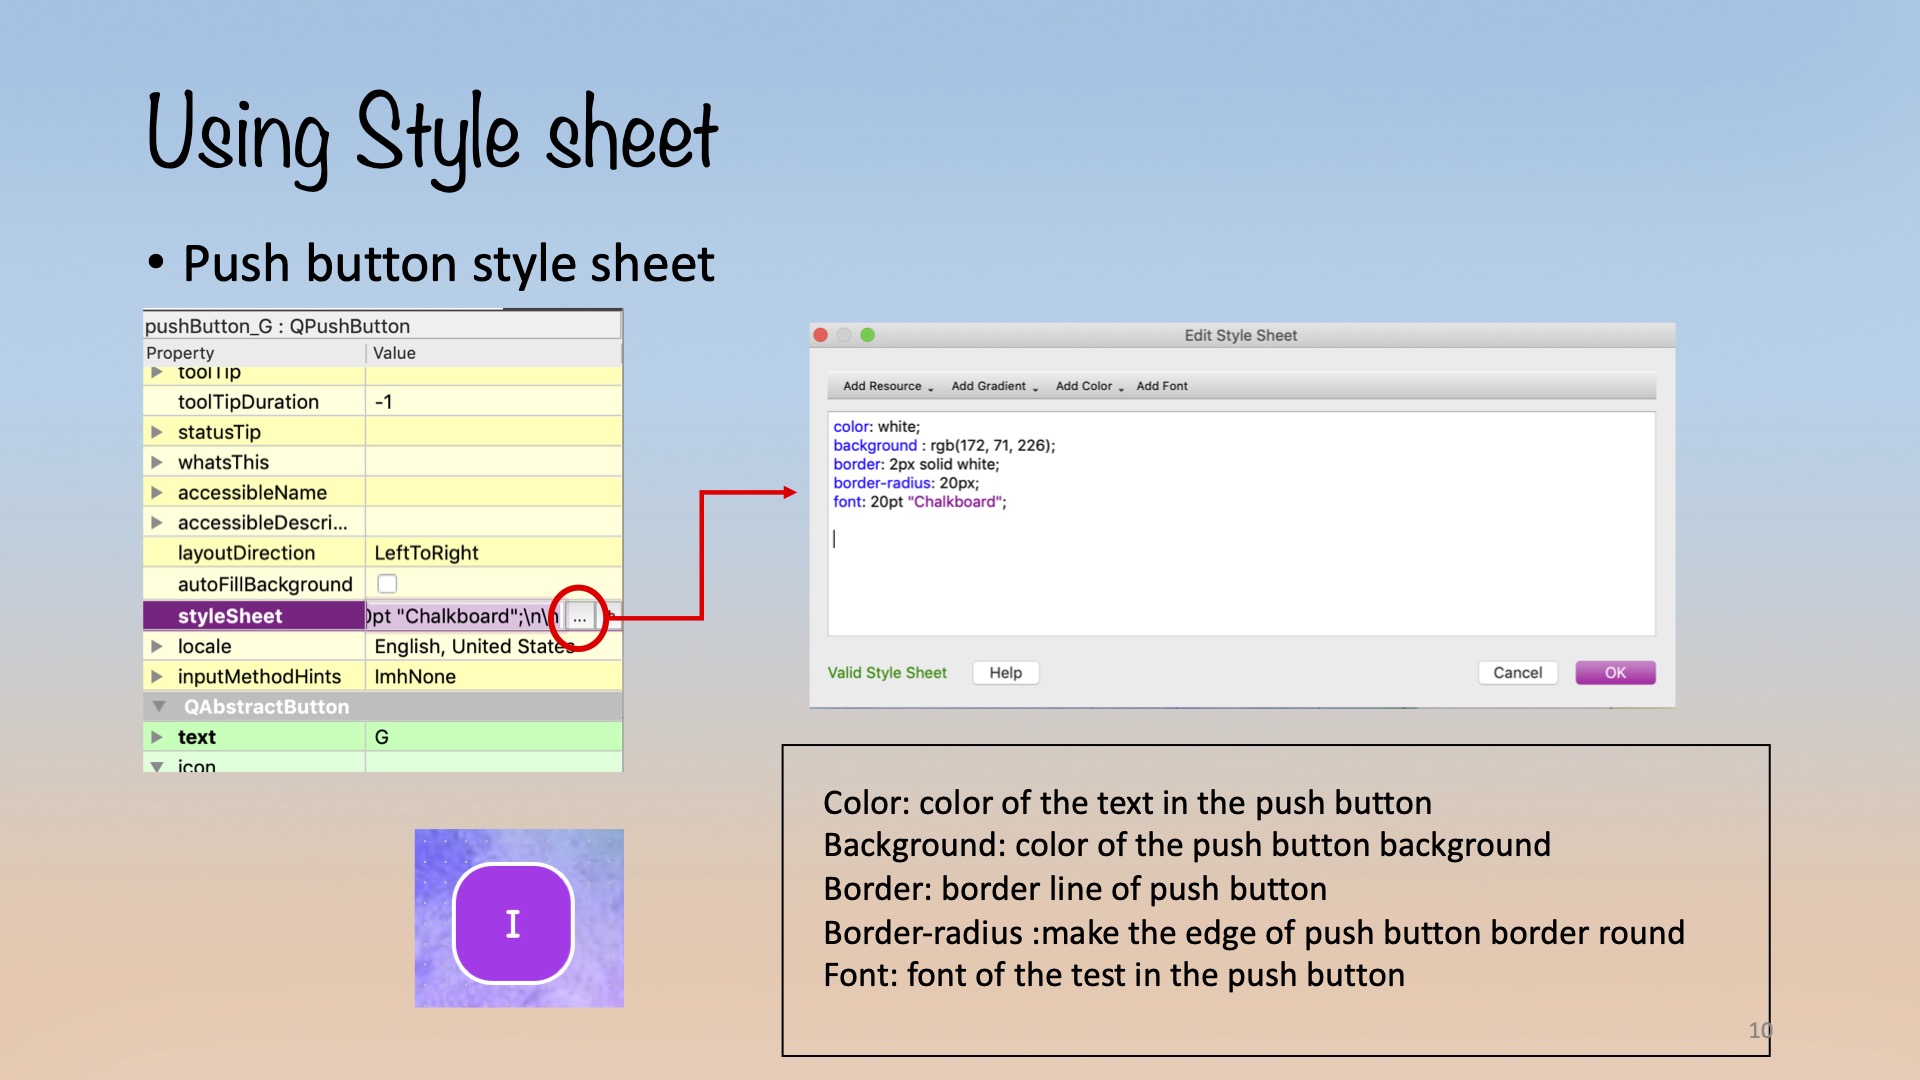 Using Style sheet
• Push button style sheet
pushButton_G : QPushButton
Property Value
toolTip
toolTipDuration -1
statusTip
whatsThis
accessibleName
accessibleDescri...
layoutDirection LeftToRight
autoFillBackground
styleSheet pt "Chalkboard";\n\n ...
locale English, United States
inputMethodHints ImhNone
QAbstractButton
text G
icon
Edit Style Sheet
Add Resource Add Gradient Add Color Add Font
color: white;
background : rgb(172, 71, 226);
border: 2px solid white;
border-radius: 20px;
font: 20pt "Chalkboard";
Valid Style Sheet Help Cancel OK
I
Color: color of the text in the push button
Background: color of the push button background
Border: border line of push button
Border-radius :make the edge of push button border round
Font: font of the test in the push button
10